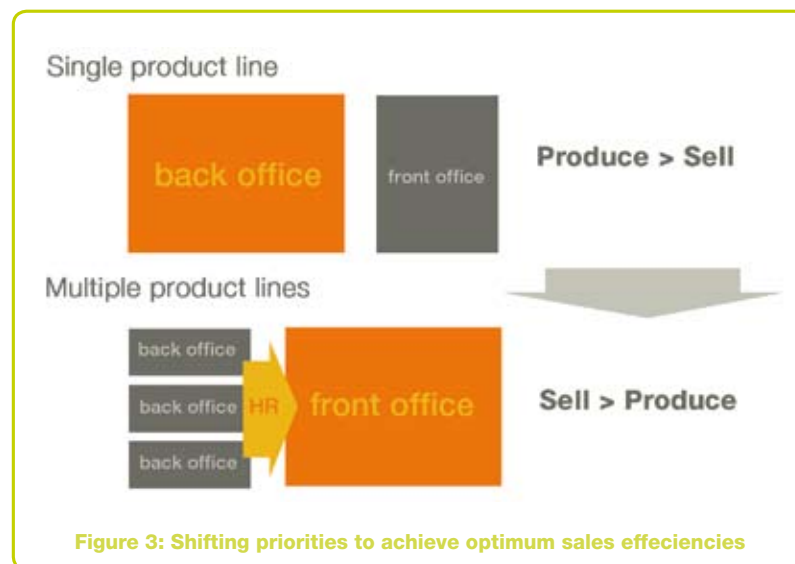 Single product line
back office
front office
Produce > Sell
Multiple product lines
back office
back office
back office
HR
front office
Sell > Produce
Figure 3: Shifting priorities to achieve optimum sales effeciencies